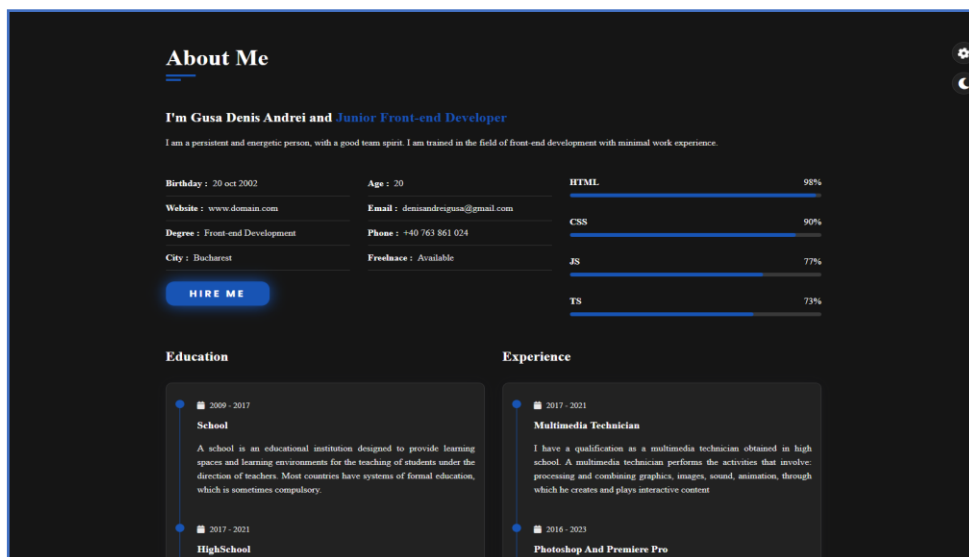 About Me
I'm Gusa Denis Andrei and Junior Front-end Developer
I am a persistent and energetic person, with a good team spirit. I am trained in the field of front-end development with minimal work experience.
Birthday : 20 oct 2002
Age : 20
Website : www.domain.com
Email : denisandreigusa@gmail.com
Degree : Front-end Development
Phone : +40 763 861 024
City : Bucharest
Freelnace : Available
HIRE ME
HTML 98%
CSS 90%
JS 77%
TS 73%
Education
2009 - 2017
School
A school is an educational institution designed to provide learning
spaces and learning environments for the teaching of students under the
direction of teachers. Most countries have systems of formal education,
which is sometimes compulsory.
2017 - 2021
HighSchool
Experience
2017 - 2021
Multimedia Technician
I have a qualification as a multimedia technician obtained in high
school. A multimedia technician performs the activities that involve:
processing and combining graphics, images, sound, animation, through
which he creates and plays interactive content
2016 - 2023
Photoshop And Premiere Pro